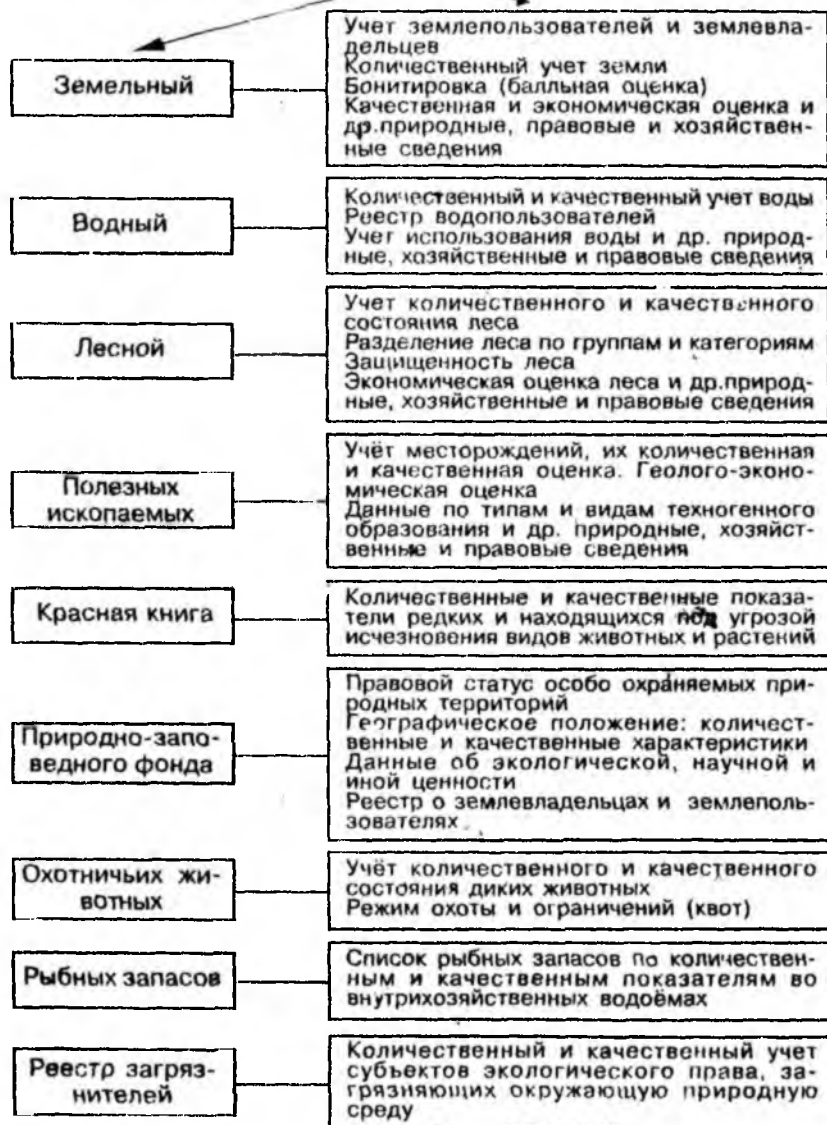 Земельный
Учет землепользователей и землевла-
дельцев
Количественный учет земли
Бонитировка (балльная оценка)
Качественная и экономическая оценка и
др.природные, правовые и хозяйствен-
ные сведения
Водный
Количественный и качественный учет воды
Реестр водопользователей
Учет использования воды и др. природ-
ные, хозяйственные и правовые сведения
Лесной
Учет количественного и качественного
состояния леса
Разделение леса по группам и категориям
Защищенность леса
Экономическая оценка леса и др.природ-
ные, хозяйственные и правовые сведения
Полезных
ископаемых
Учёт месторождений, их количественная
и качественная оценка. Геолого-эконо-
мическая оценка
Данные по типам и видам техногенного
образования и др. природные, хозяйст-
венные и правовые сведения
Красная книга
Количественные и качественные показа-
тели редких и находящихся под угрозой
исчезновения видов животных и растений
Природно-запо-
ведного фонда
Правовой статус особо охраняемых при-
родных территорий
Географическое положение: количест-
венные и качественные характеристики
Данные об экологической, научной и
иной ценности
Реестр о землевладельцах и землеполь-
зователях
Охотничьих жи-
вотных
Учёт количественного и качественного
состояния диких животных
Режим охоты и ограничений (квот)
Рыбных запасов
Список рыбных запасов по количествен-
ным и качественным показателям во
внутрихозяйственных водоёмах
Реестр загряз-
нителей
Количественный и качественный учет
субъектов экологического права, за-
грязняющих окружающую природную
среду